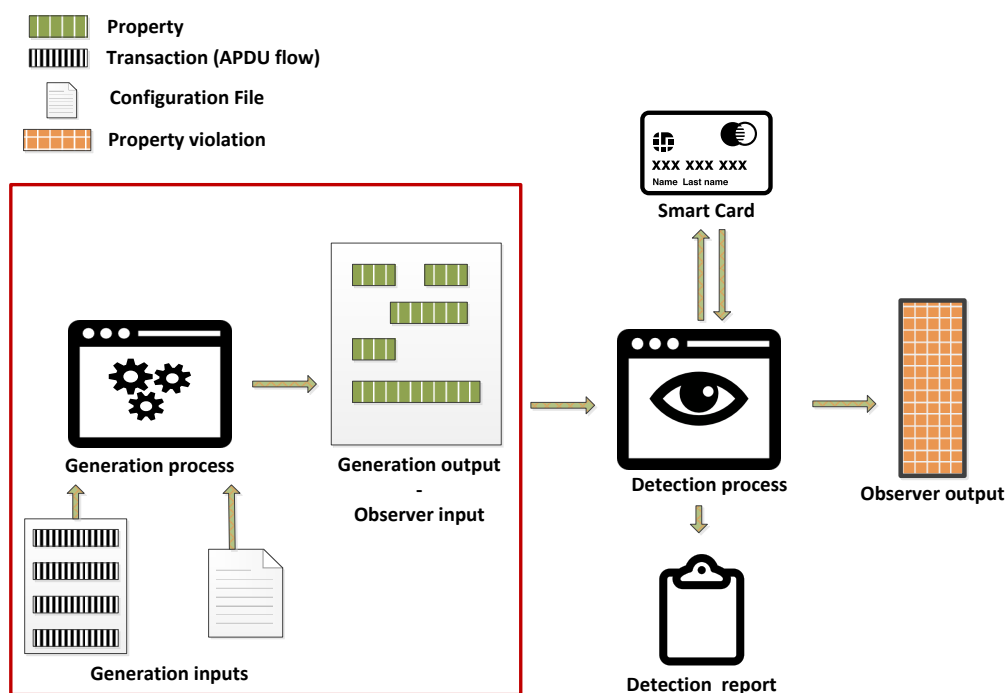 Property
Transaction (APDU flow)
Configuration File
Property violation
XXX XXX XXX
Name Last name
Smart Card
Generation process
Generation output
-
Observer input
Detection process
Observer output
Generation inputs
Detection report